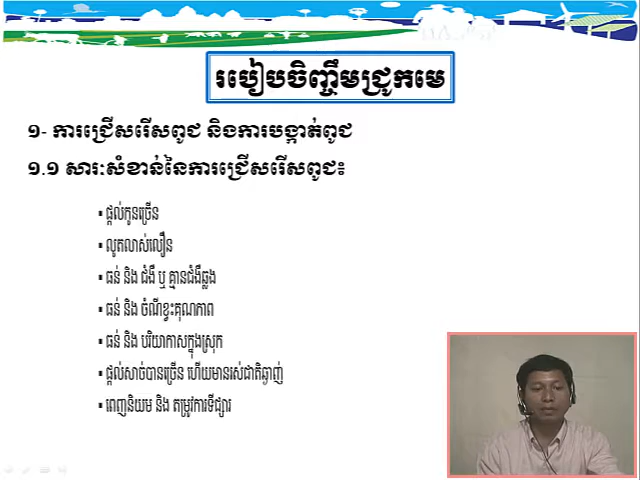 របៀបចិញ្ចឹមជ្រូកមេ
១- ការជ្រើសរើសពូជ និងការបង្កាត់ពូជ
១.១ សារៈសំខាន់នៃការជ្រើសរើសពូជ៖
▪ ផ្តល់កូនច្រើន
▪ លូតលាស់លឿន
▪ ធន់ និង ជំងឺ ឬ គ្មានជំងឺឆ្លង
▪ ធន់ និង ចំណីខ្វះគុណភាព
▪ ធន់ និង បរិយាកាសក្នុងស្រុក
▪ ផ្តល់សាច់បានច្រើន ហើយមានរស់ជាតិឆ្ងាញ់
▪ ពេញនិយម និង តម្រូវការទីផ្សារ